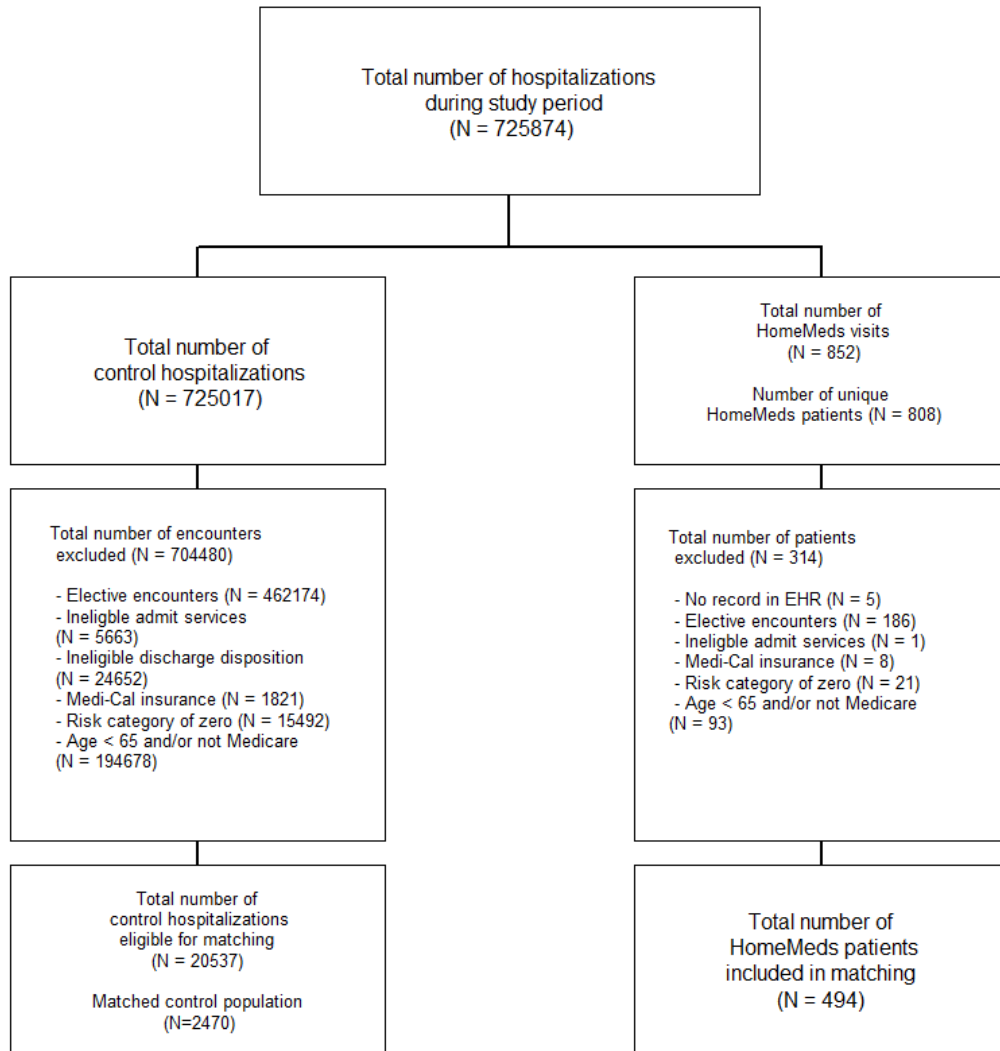 Total number of hospitalizations
during study period
(N = 725874)
Total number of
control hospitalizations
(N = 725017)
Total number of
HomeMeds visits
(N = 852)
Number of unique
HomeMeds patients (N = 808)
Total number of encounters
excluded (N = 704480)
- Elective encounters (N = 462174)
- Ineligble admit services
(N = 5663)
- Ineligible discharge disposition
(N = 24652)
- Medi-Cal insurance (N = 1821)
- Risk category of zero (N = 15492)
- Age < 65 and/or not Medicare
(N = 194678)
Total number of patients
excluded (N = 314)
- No record in EHR (N = 5)
- Elective encounters (N = 186)
- Ineligble admit services (N = 1)
- Medi-Cal insurance (N = 8)
- Risk category of zero (N = 21)
- Age < 65 and/or not Medicare
(N = 93)
Total number of
control hospitalizations
eligible for matching
(N = 20537)
Matched control population
(N=2470)
Total number of
HomeMeds patients
included in matching
(N = 494)